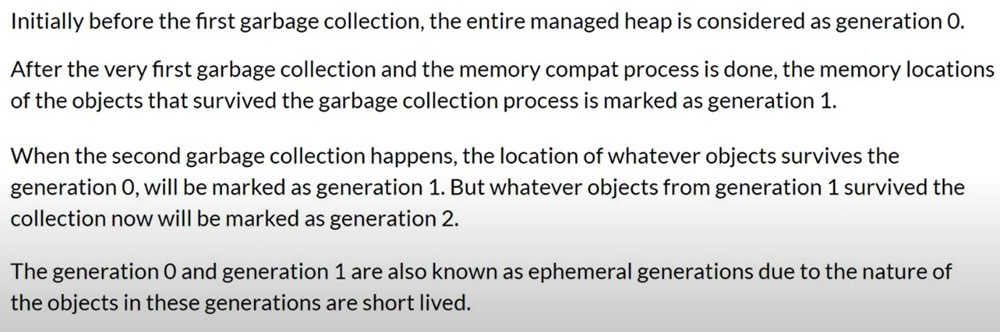 Initially before the first garbage collection, the entire managed heap is considered as generation 0.
After the very first garbage collection and the memory compat process is done, the memory locations
of the objects that survived the garbage collection process is marked as generation 1.
When the second garbage collection happens, the location of whatever objects survives the
generation 0, will be marked as generation 1. But whatever objects from generation 1 survived the
collection now will be marked as generation 2.
The generation 0 and generation 1 are also known as ephemeral generations due to the nature of
the objects in these generations are short lived.